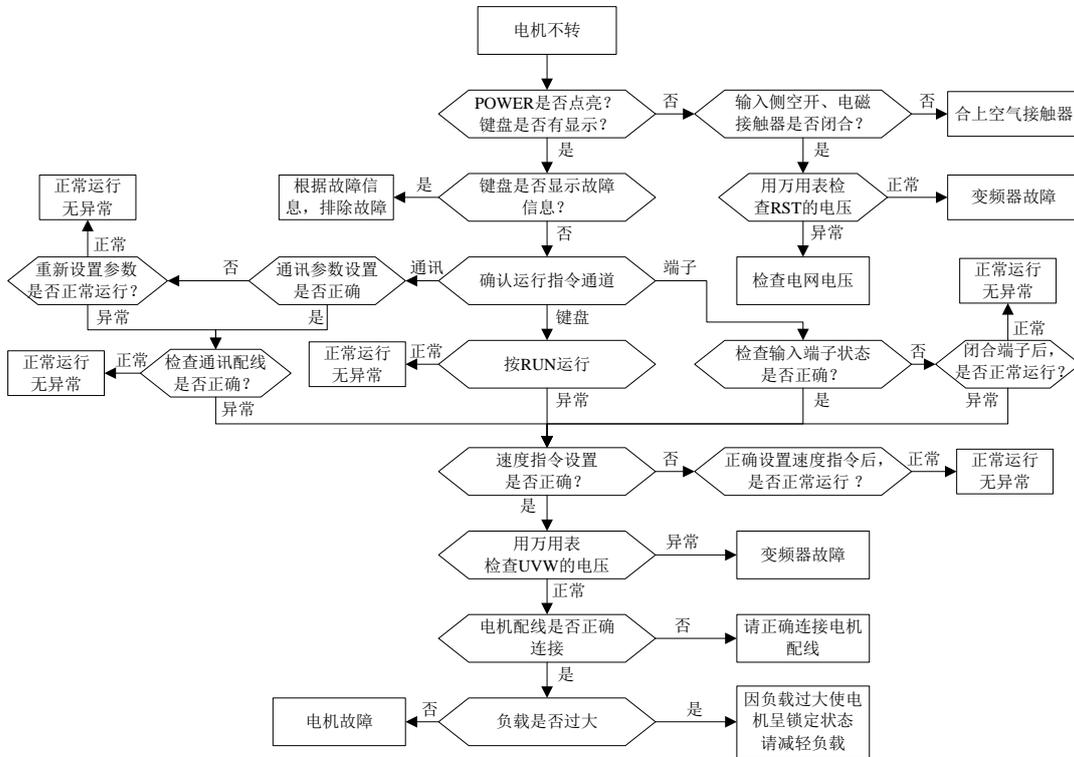 电机不转
POWER是否点亮？
键盘是否有显示？
否
输入侧空开、电磁
接触器是否闭合？
否
合上空气接触器
是
是
正常运行
无异常
根据故障信
息，排除故障
是
键盘是否显示故障
信息？
用万用表检
查RST的电压
正常
变频器故障
正常
否
异常
重新设置参数
是否正常运行？
否
通讯参数设置
是否正确
通讯
确认运行指令通道
端子
检查电网电压
正常运行
无异常
异常
是
键盘
正常
正常运行
无异常
正常
检查通讯配线
是否正确？
正常运行
无异常
正常
按RUN运行
检查输入端子状态
是否正确？
否
闭合端子后，
是否正常运行？
异常
异常
是
异常
速度指令设置
是否正确？
否
正确设置速度指令后，
是否正常运行？
正常
正常运行
无异常
是
用万用表
检查UVW的电压
异常
变频器故障
正常
电机配线是否正确
连接
否
请正确连接电机
配线
是
电机故障
否
负载是否过大
是
因负载过大使电
机呈锁定状态
请减轻负载